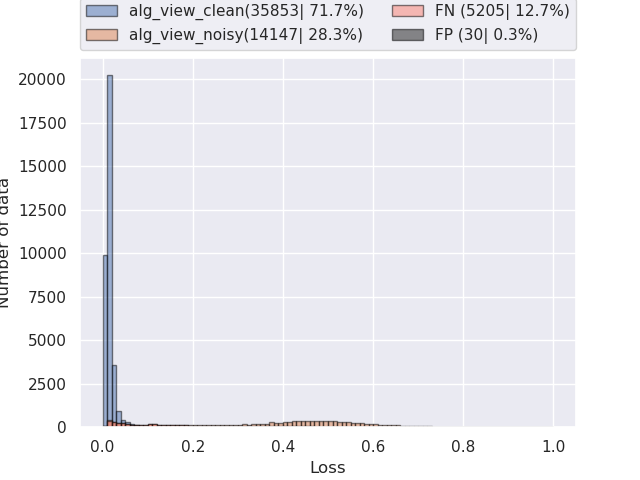 alg_view_clean(35853| 71.7%)
alg_view_noisy(14147| 28.3%)
FN (5205| 12.7%)
FP (30| 0.3%)
20000
17500
15000
12500
10000
7500
5000
2500
0
Number of data
0.0 0.2 0.4 0.6 0.8 1.0
Loss